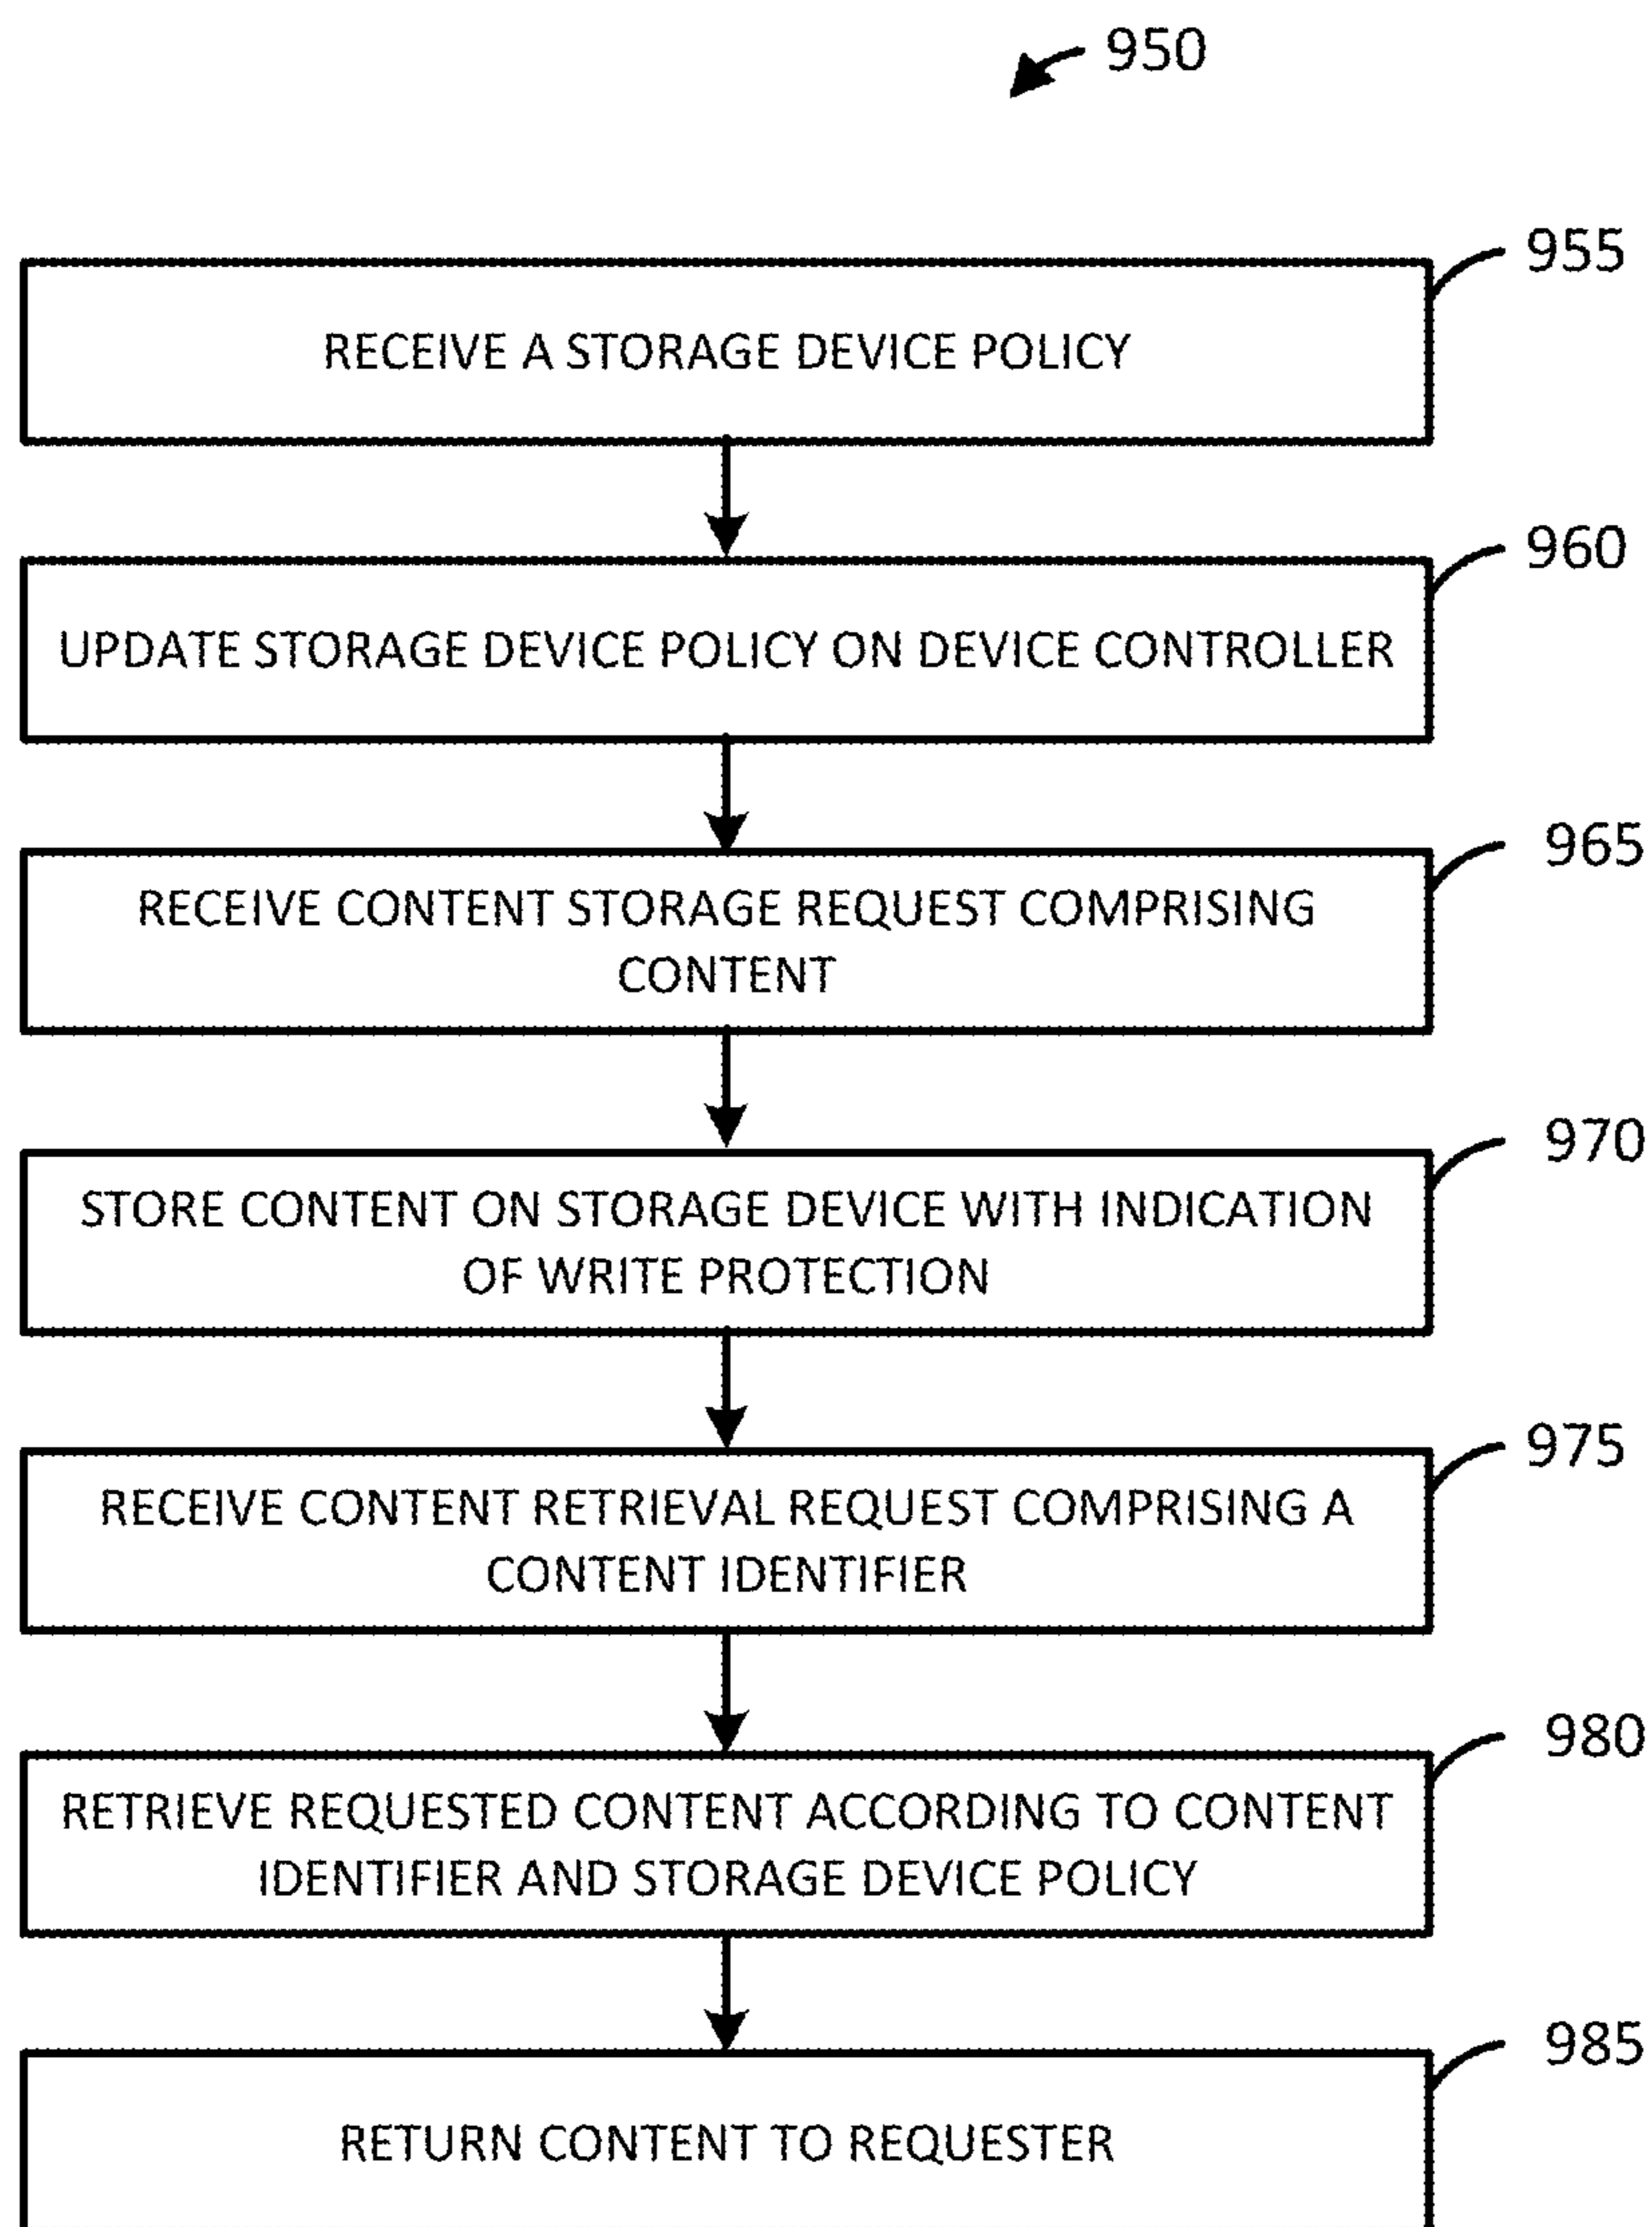 950
955
RECEIVE A STORAGE DEVICE POLICY
960
UPDATE STORAGE DEVICE POLICY ON DEVICE CONTROLLER
965
RECEIVE CONTENT STORAGE REQUEST COMPRISING
CONTENT
970
STORE CONTENT ON STORAGE DEVICE WITH INDICATION
OF WRITE PROTECTION
975
RECEIVE CONTENT RETRIEVAL REQUEST COMPRISING A
CONTENT IDENTIFIER
980
RETRIEVE REQUESTED CONTENT ACCORDING TO CONTENT
IDENTIFIER AND STORAGE DEVICE POLICY
985
RETURN CONTENT TO REQUESTER